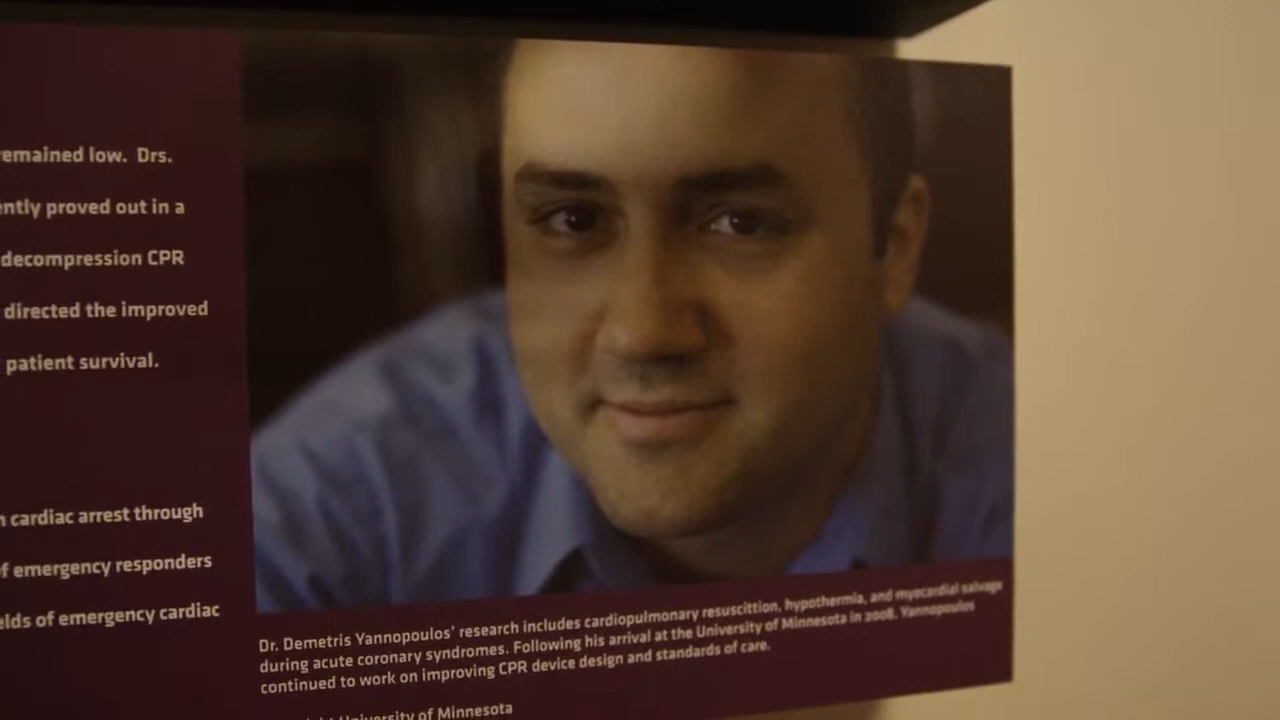 remained low. Drs.
proved out in a
decompression CPR
directed the improved
patient survival.
cardiac arrest through
of emergency responders
of emergency cardiac
Dr. Demetris Yannopoulos' research includes cardiopulmonary resuscittion, hypothermia, and myocardial salvage
during acute coronary syndromes. Following his arrival at the University of Minnesota in 2008, Yannopoulos
continued to work on improving CPR device design and standards of care.
University of Minnesota